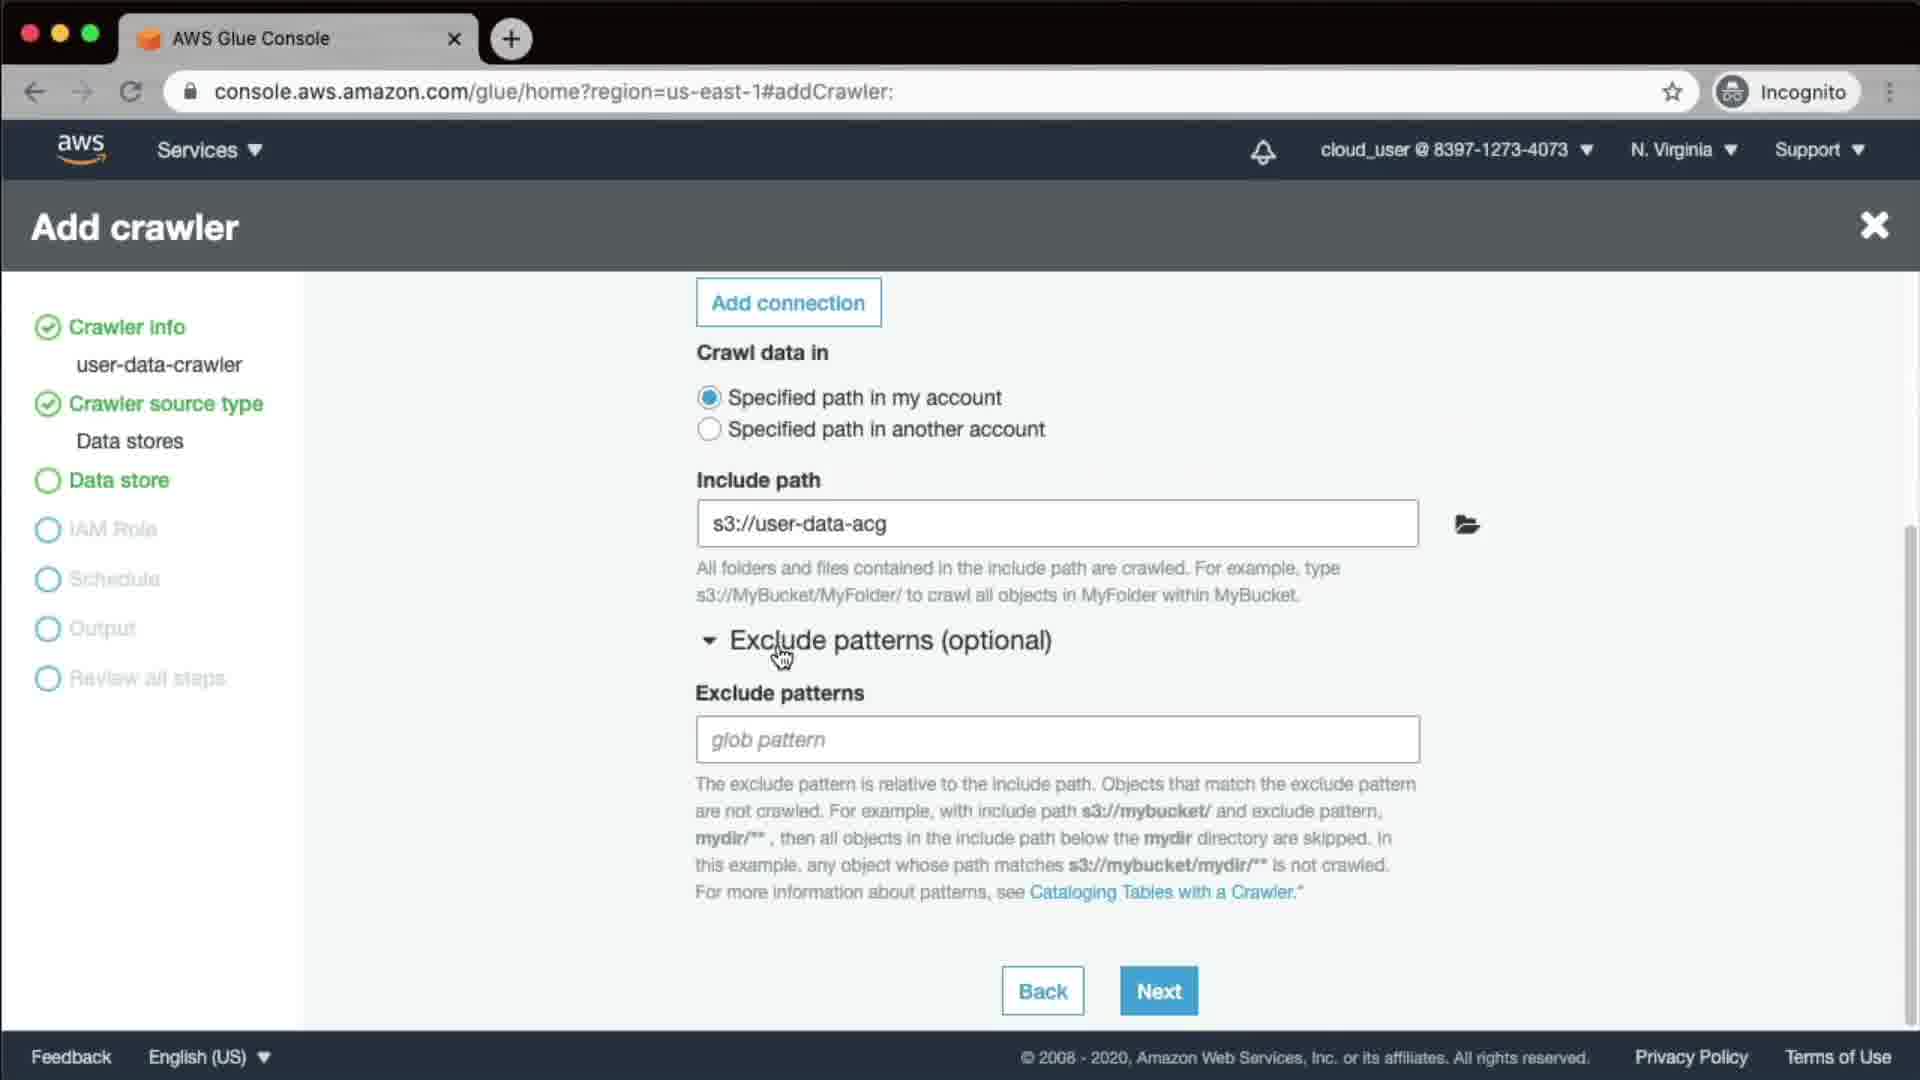 AWS Glue Console
console.aws.amazon.com/glue/home?region=us-east-1#addCrawler:
Incognito
aws
Services
cloud_user @ 8397-1273-4073
N. Virginia
Support
Add crawler
Crawler info
user-data-crawler
Crawler source type
Data stores
Data store
IAM Role
Schedule
Output
Review all steps
Add connection
Crawl data in
Specified path in my account
Specified path in another account
Include path
s3://user-data-acg
All folders and files contained in the include path are crawled. For example, type
s3://MyBucket/MyFolder/ to crawl all objects in MyFolder within MyBucket.
Exclude patterns (optional)
Exclude patterns
glob pattern
The exclude pattern is relative to the include path. Objects that match the exclude pattern
are not crawled. For example, with include path s3://mybucket/ and exclude pattern,
mydir/** , then all objects in the include path below the mydir directory are skipped. In
this example, any object whose path matches s3://mybucket/mydir/** is not crawled.
For more information about patterns, see Cataloging Tables with a Crawler."
Back
Next
Feedback
English (US)
© 2008 - 2020, Amazon Web Services, Inc. or its affiliates. All rights reserved.
Privacy Policy
Terms of Use